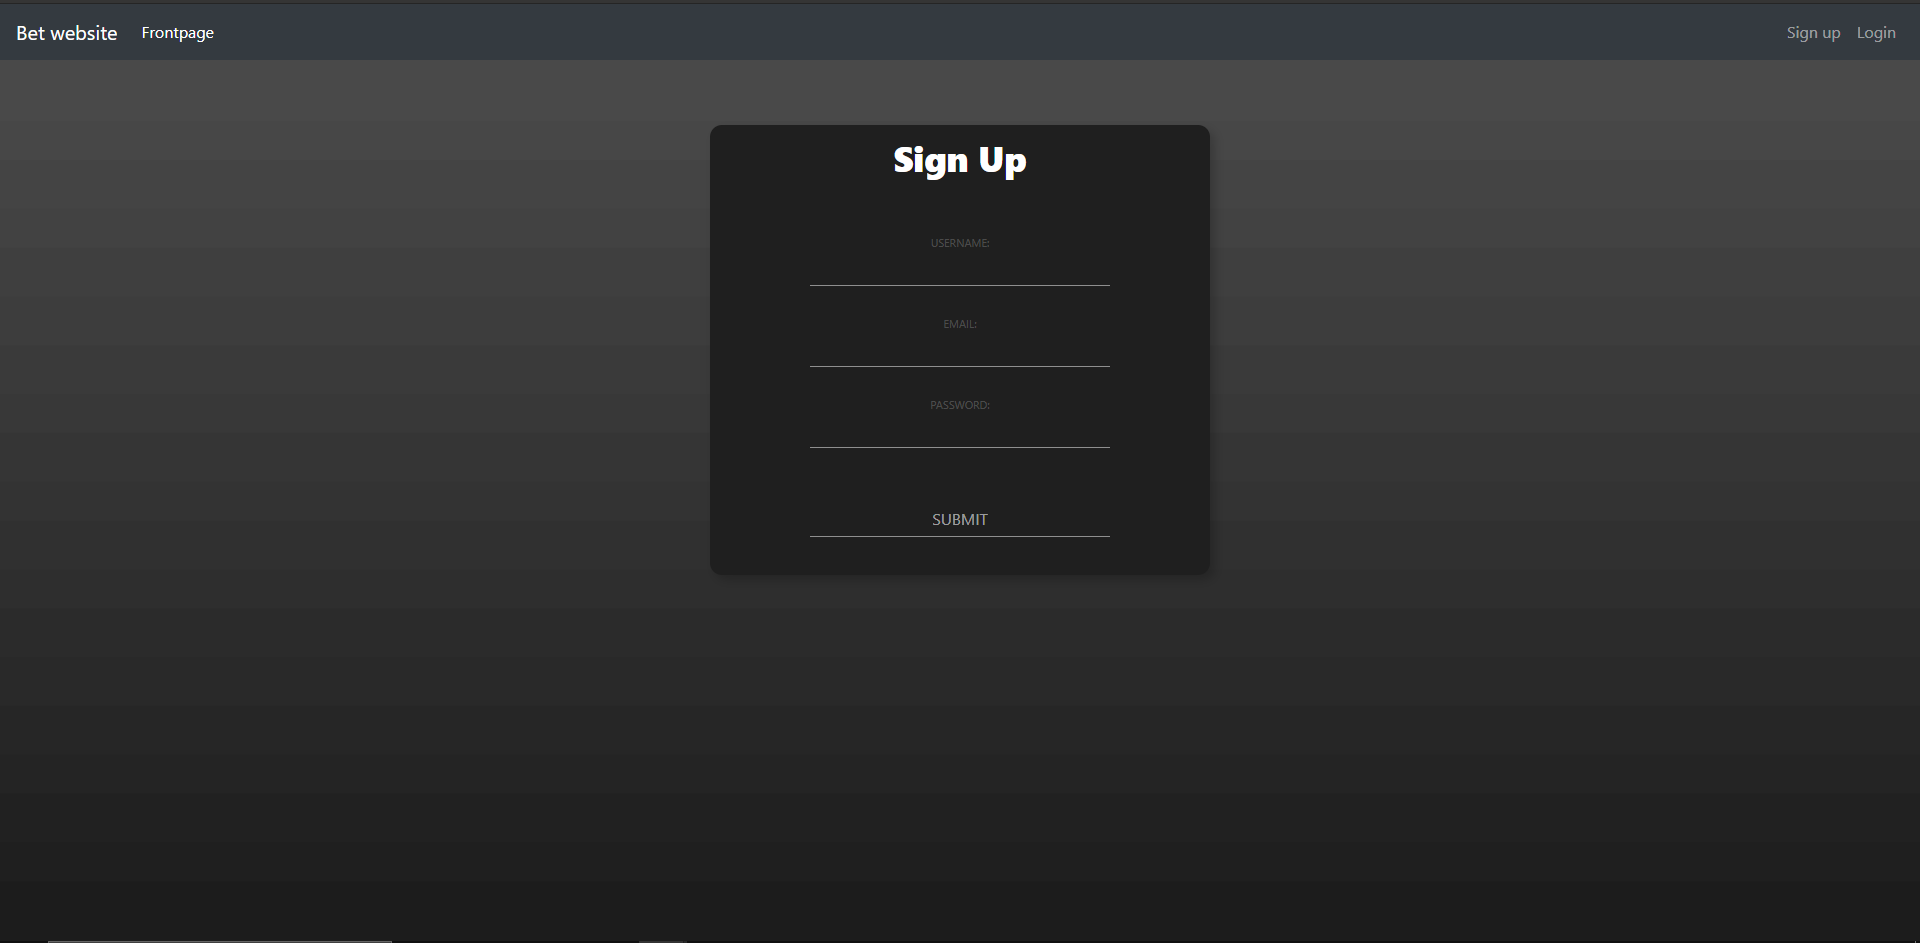 Bet website Frontpage Sign up Login
Sign Up
USERNAME:
EMAIL:
PASSWORD:
SUBMIT